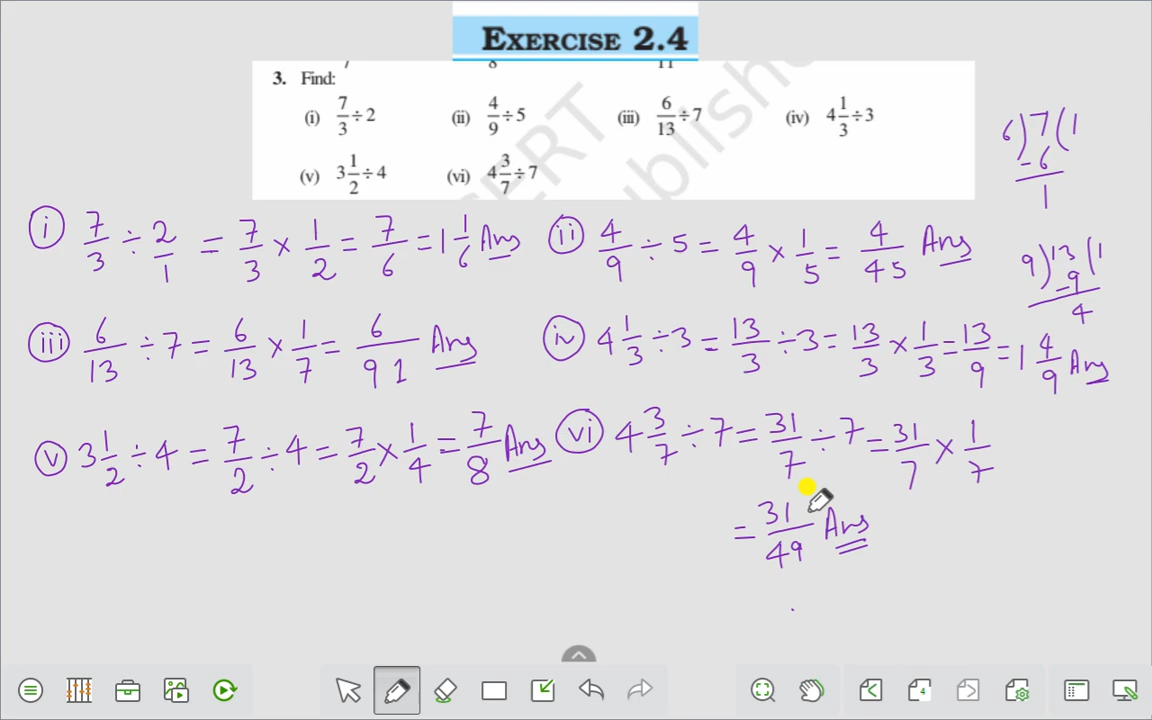 EXERCISE 2.4
3. Find:
(i) 7/3 ÷ 2 (ii) 4/9 ÷ 5 (iii) 6/13 ÷ 7 (iv) 4 1/3 ÷ 3
(v) 3 1/2 ÷ 4 (vi) 4 3/7 ÷ 7
6)7(1
-6
1
(i) 7/3 ÷ 2/1 = 7/3 × 1/2 = 7/6 = 1 1/6 Ans (ii) 4/9 ÷ 5 = 4/9 × 1/5 = 4/45 Ans
9)13(1
-9
4
(iii) 6/13 ÷ 7 = 6/13 × 1/7 = 6/91 Ans (iv) 4 1/3 ÷ 3 = 13/3 ÷ 3 = 13/3 × 1/3 = 13/9 = 1 4/9 Ans
(v) 3 1/2 ÷ 4 = 7/2 ÷ 4 = 7/2 × 1/4 = 7/8 Ans (vi) 4 3/7 ÷ 7 = 31/7 ÷ 7 = 31/7 × 1/7
= 31/49 Ans